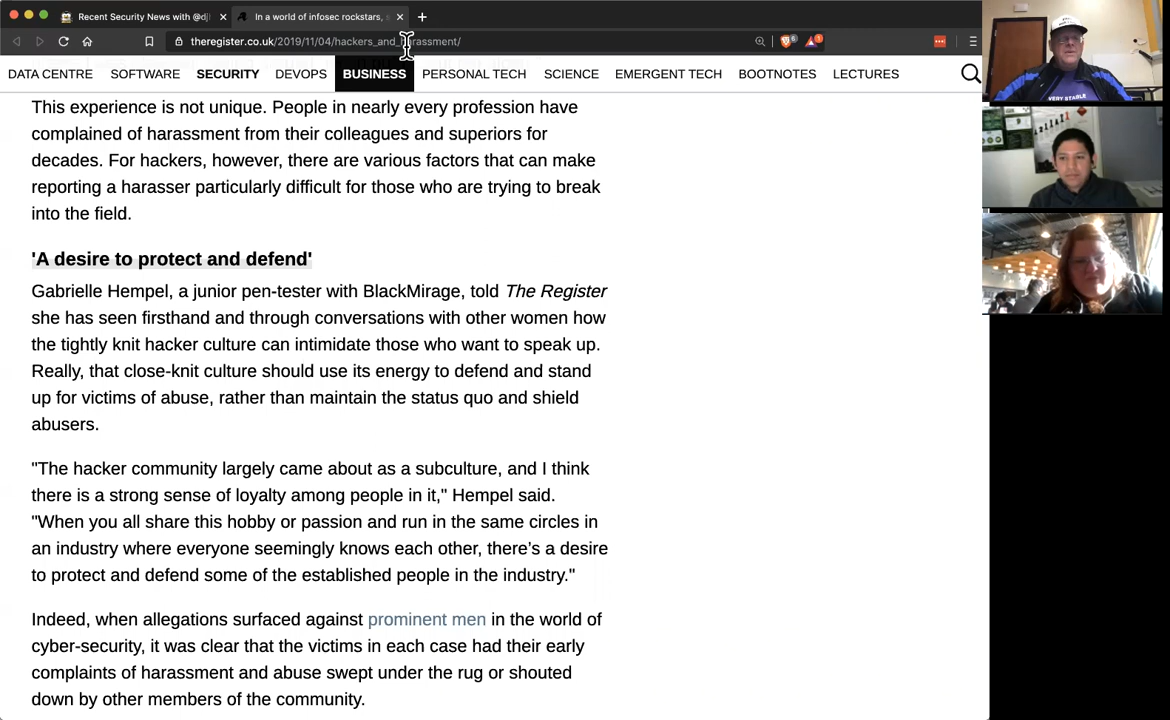 Recent Security News with @dj
In a world of infosec rockstars,
theregister.co.uk/2019/11/04/hackers_and_harassment/
DATA CENTRE SOFTWARE SECURITY DEVOPS BUSINESS PERSONAL TECH SCIENCE EMERGENT TECH BOOTNOTES LECTURES
This experience is not unique. People in nearly every profession have
complained of harassment from their colleagues and superiors for
decades. For hackers, however, there are various factors that can make
reporting a harasser particularly difficult for those who are trying to break
into the field.
'A desire to protect and defend'
Gabrielle Hempel, a junior pen-tester with BlackMirage, told The Register
she has seen firsthand and through conversations with other women how
the tightly knit hacker culture can intimidate those who want to speak up.
Really, that close-knit culture should use its energy to defend and stand
up for victims of abuse, rather than maintain the status quo and shield
abusers.
"The hacker community largely came about as a subculture, and I think
there is a strong sense of loyalty among people in it," Hempel said.
"When you all share this hobby or passion and run in the same circles in
an industry where everyone seemingly knows each other, there's a desire
to protect and defend some of the established people in the industry."
Indeed, when allegations surfaced against prominent men in the world of
cyber-security, it was clear that the victims in each case had their early
complaints of harassment and abuse swept under the rug or shouted
down by other members of the community.
VERY STABLE